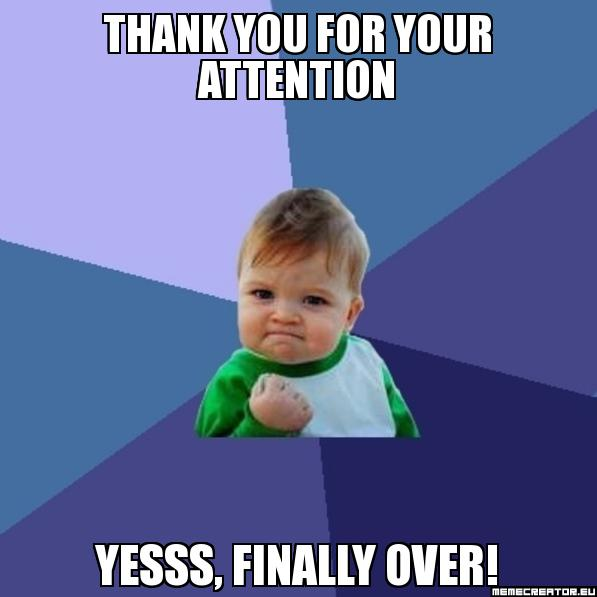 THANK YOU FOR YOUR
ATTENTION
YESSS, FINALLY OVER!
MEMECREATOR.EU